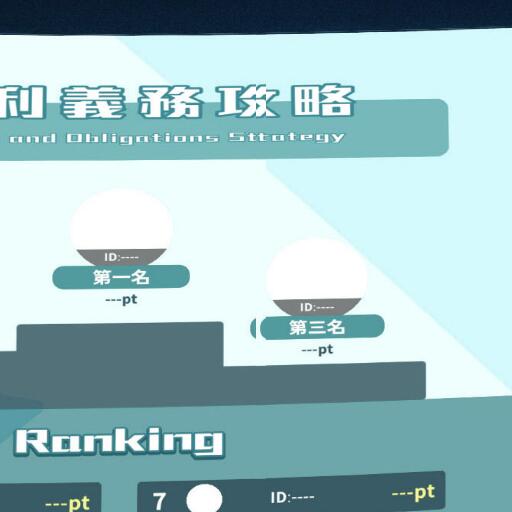 利義務攻略
and Obligations Sttategy
ID:----
第一名
---pt
ID:----
第三名
---pt
Ranking
---pt
7 ID:---- ---pt